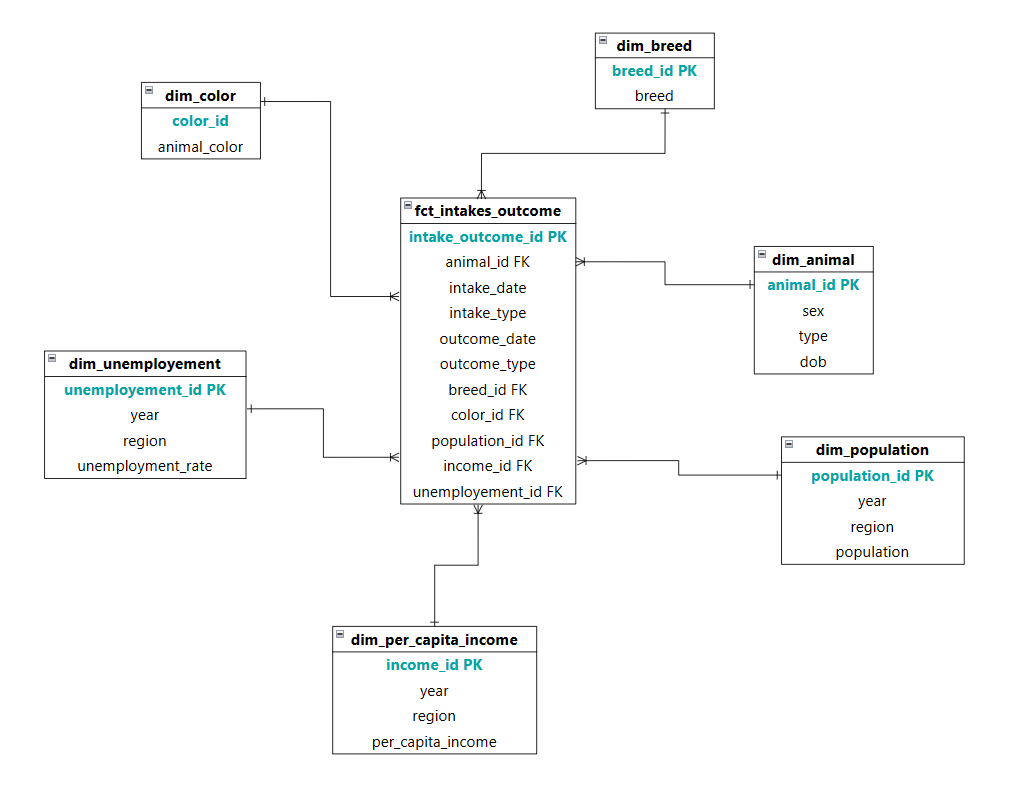 dim_breed
breed_id PK
breed
dim_color
color_id
animal_color
fct_intakes_outcome
intake_outcome_id PK
animal_id FK
intake_date
intake_type
outcome_date
outcome_type
breed_id FK
color_id FK
population_id FK
income_id FK
unemployement_id FK
dim_animal
animal_id PK
sex
type
dob
dim_unemployement
unemployement_id PK
year
region
unemployment_rate
dim_population
population_id PK
year
region
population
dim_per_capita_income
income_id PK
year
region
per_capita_income